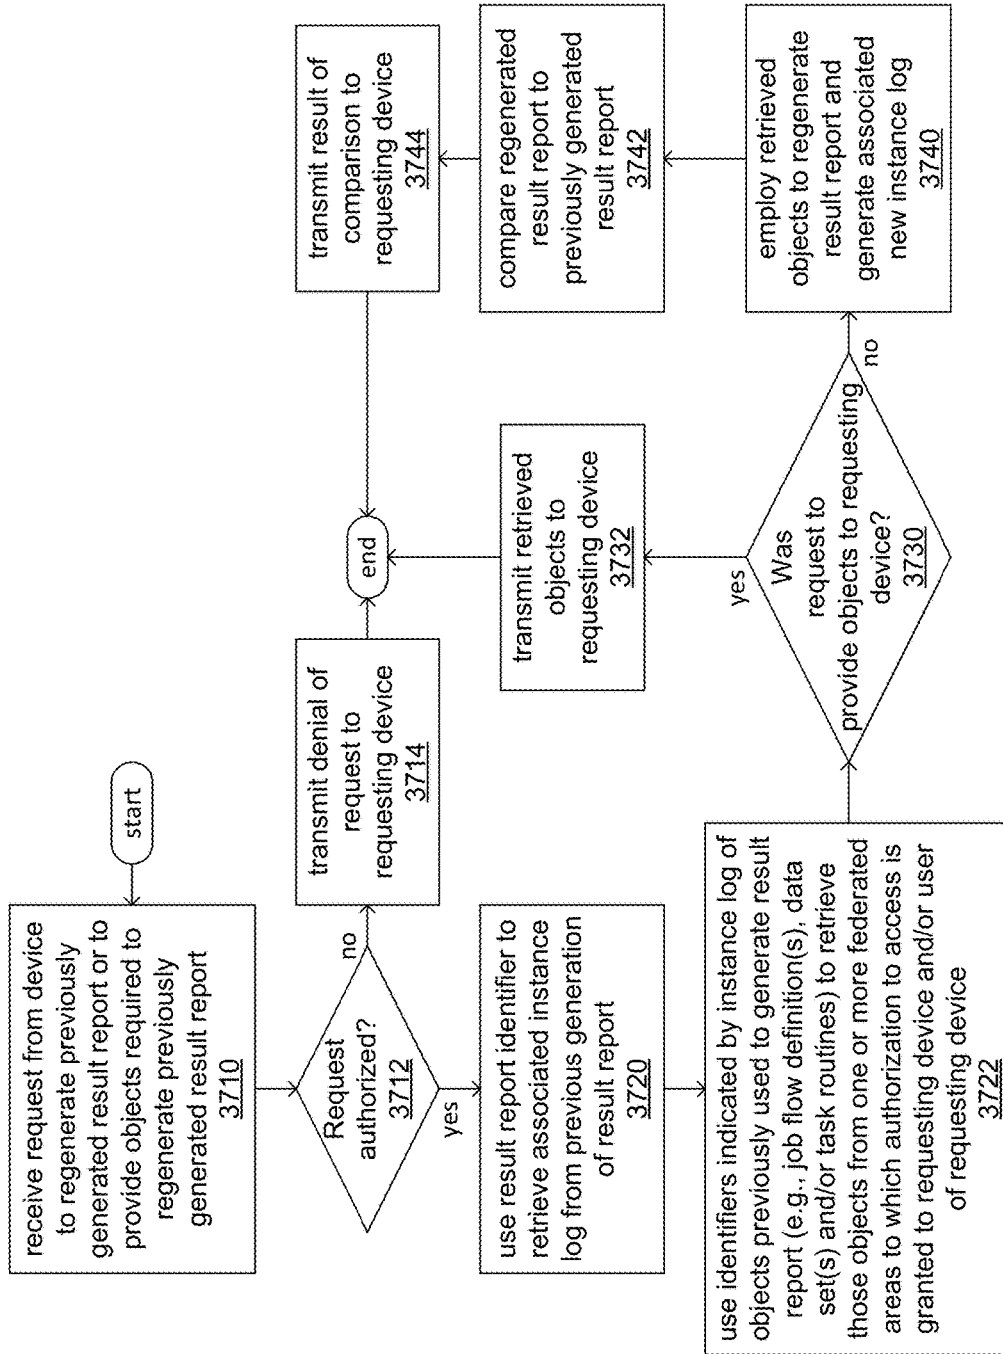 start
receive request from device
to regenerate previously
generated result report or to
provide objects required to
regenerate previously
generated result report
3710
Request
authorized?
3712
no
yes
transmit denial of
request to
requesting device
3714
use result report identifier to
retrieve associated instance
log from previous generation
of result report
3720
use identifiers indicated by instance log of
objects previously used to generate result
report (e.g., job flow definition(s), data
set(s) and/or task routines) to retrieve
those objects from one or more federated
areas to which authorization to access is
granted to requesting device and/or user
of requesting device
3722
Was
request to
provide objects to requesting
device?
3730
yes
no
transmit retrieved
objects to
requesting device
3732
end
employ retrieved
objects to regenerate
result report and
generate associated
new instance log
3740
compare regenerated
result report to
previously generated
result report
3742
transmit result of
comparison to
requesting device
3744